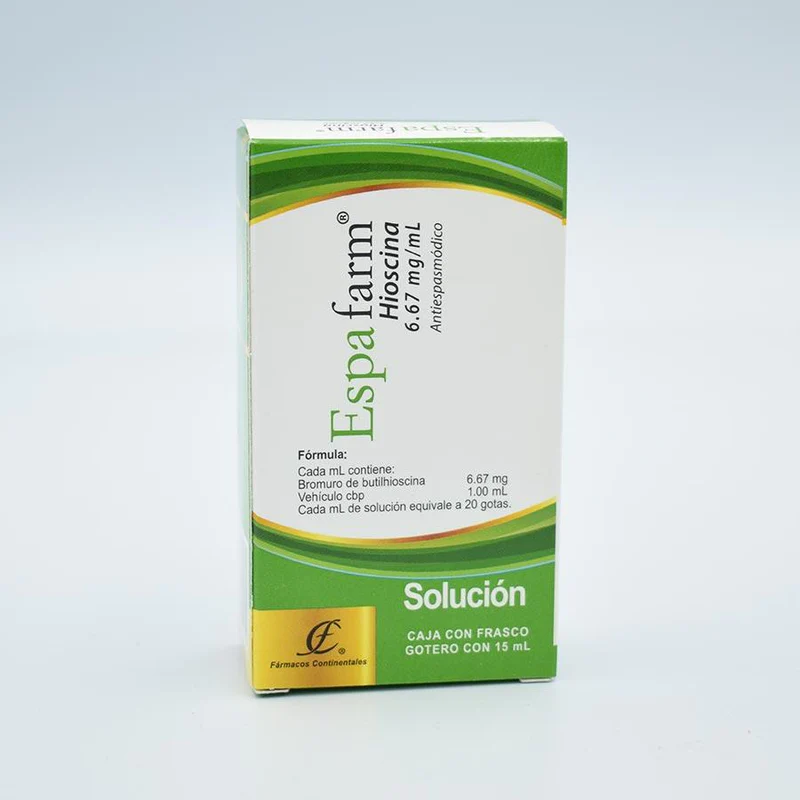 Espafarm®
Hioscina
Espafarm®
Hioscina
6.67 mg/mL
Antiespasmódico
Fórmula:
Cada mL contiene:
Bromuro de butilhioscina 6.67 mg
Vehículo cbp 1.00 mL
Cada mL de solución equivale a 20 gotas.
Solución
CAJA CON FRASCO
GOTERO CON 15 mL
Fármacos Continentales ®